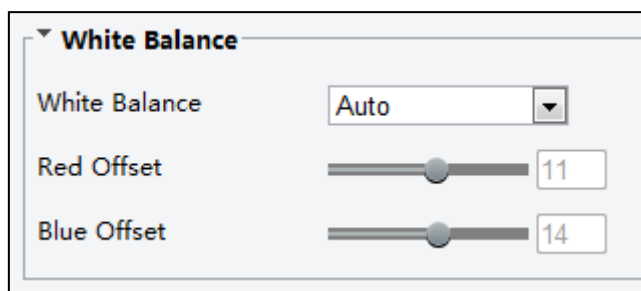 White Balance
White Balance Auto
Red Offset 11
Blue Offset 14